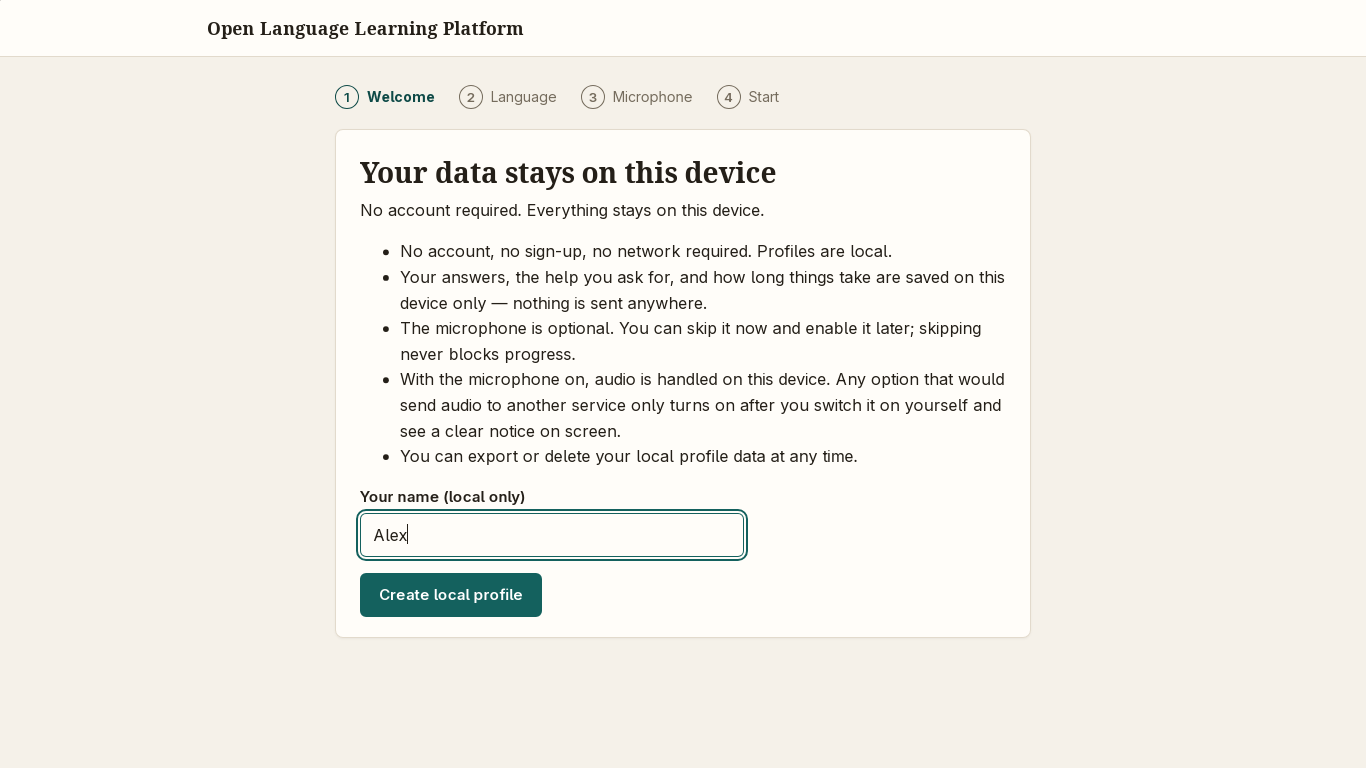 Open Language Learning Platform
1 Welcome 2 Language 3 Microphone 4 Start
Your data stays on this device
No account required. Everything stays on this device.
• No account, no sign-up, no network required. Profiles are local.
• Your answers, the help you ask for, and how long things take are saved on this
device only — nothing is sent anywhere.
• The microphone is optional. You can skip it now and enable it later; skipping
never blocks progress.
• With the microphone on, audio is handled on this device. Any option that would
send audio to another service only turns on after you switch it on yourself and
see a clear notice on screen.
• You can export or delete your local profile data at any time.
Your name (local only)
Alex
Create local profile